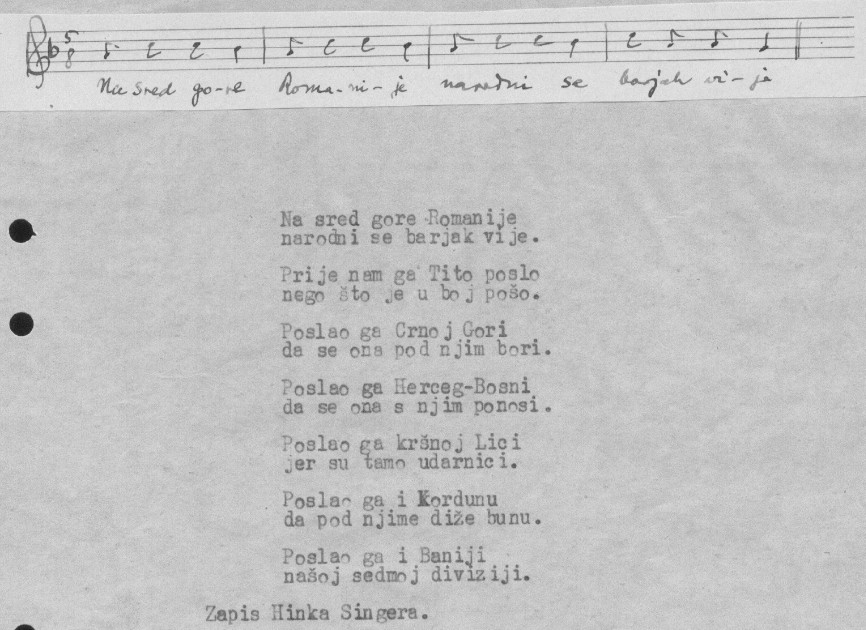 5
8
Na sred go-re Roma-ni-je narodni se barjak vi-je
Na sred gore Romanije
narodni se barjak vije.
Prije nam ga Tito poslo
nego što je u boj pošo.
Poslao ga Crnoj Gori
da se ona pod njim bori.
Poslao ga Herceg-Bosni
da se ona s njim ponosi.
Poslao ga kršnoj Lici
jer su tamo udarnici.
Poslao ga i Kordunu
da pod njime diže bunu.
Poslao ga i Baniji
našoj sedmoj diviziji.
Zapis Hinka Singera.